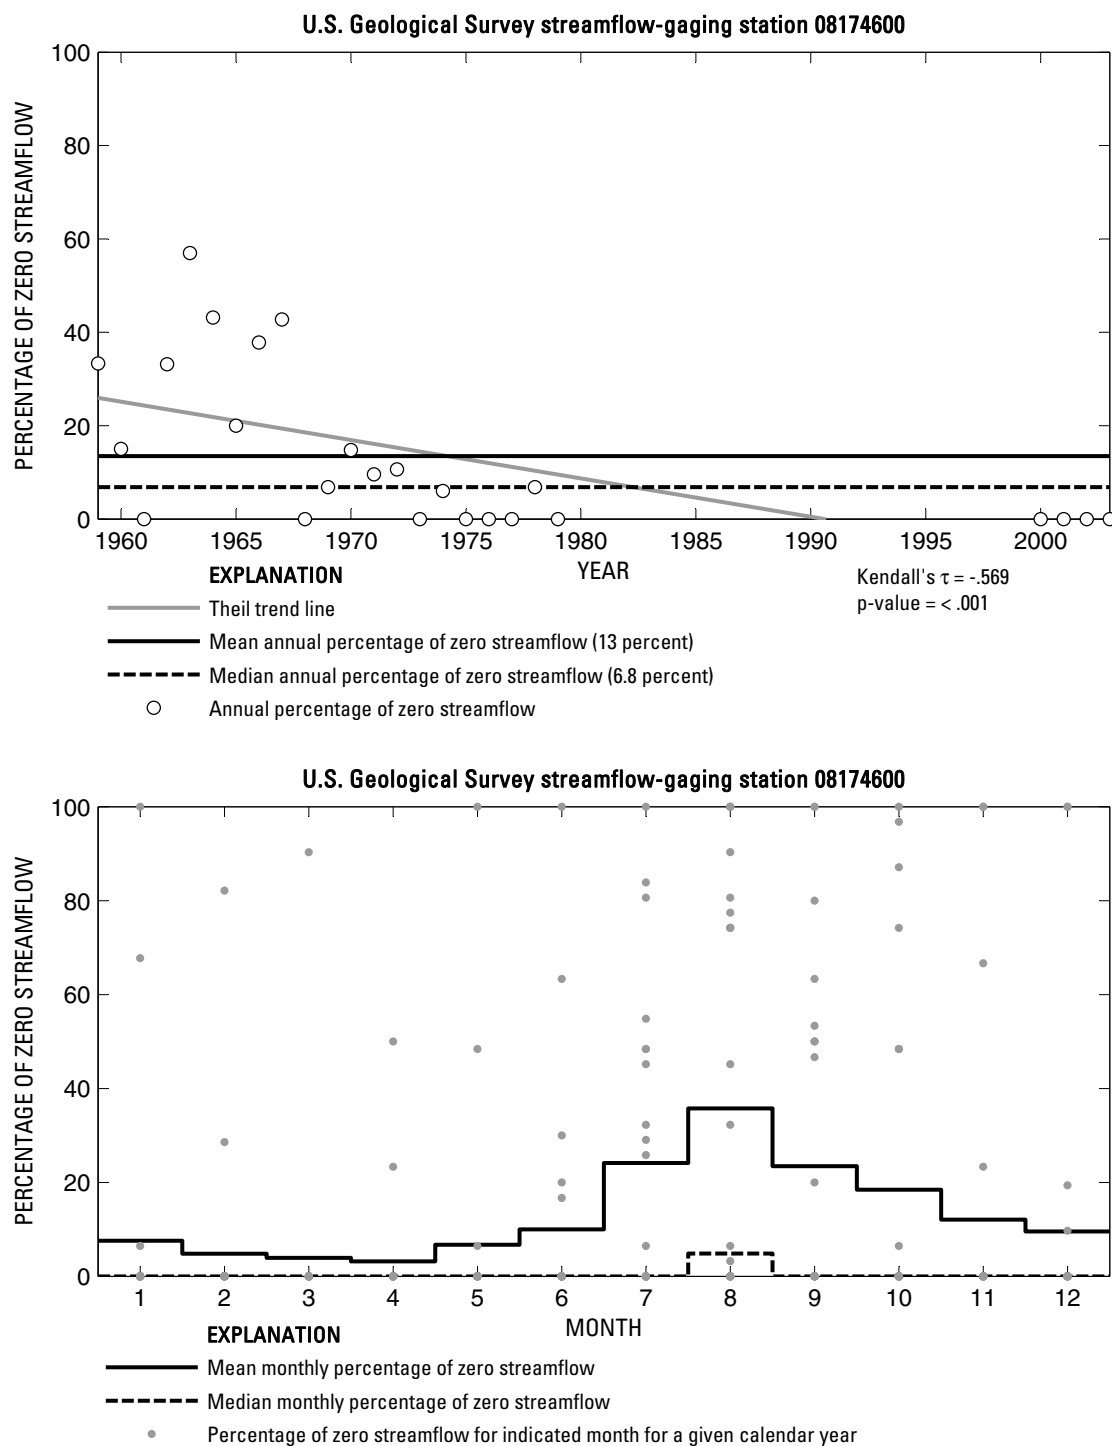 U.S. Geological Survey streamflow-gaging station 08174600
PERCENTAGE OF ZERO STREAMFLOW
100
80
60
40
20
0
1960 1965 1970 1975 1980 1985 1990 1995 2000
YEAR
EXPLANATION
Theil trend line
Mean annual percentage of zero streamflow (13 percent)
Median annual percentage of zero streamflow (6.8 percent)
Annual percentage of zero streamflow
Kendall's τ = -.569
p-value = < .001
U.S. Geological Survey streamflow-gaging station 08174600
PERCENTAGE OF ZERO STREAMFLOW
100
80
60
40
20
0
1 2 3 4 5 6 7 8 9 10 11 12
MONTH
EXPLANATION
Mean monthly percentage of zero streamflow
Median monthly percentage of zero streamflow
Percentage of zero streamflow for indicated month for a given calendar year